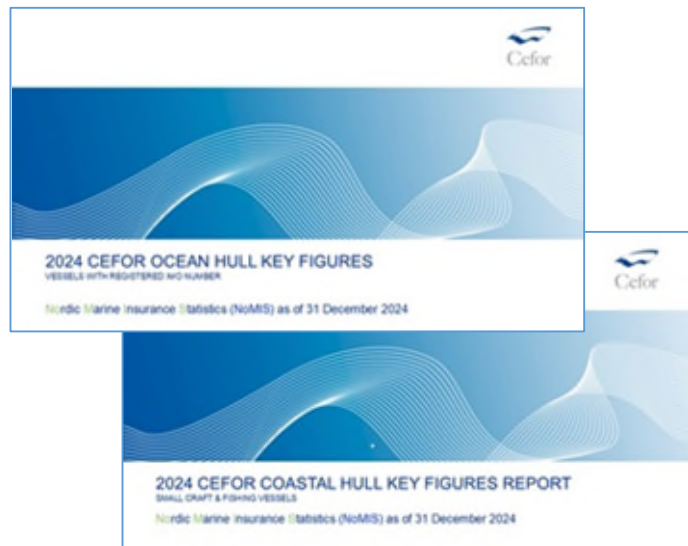 Cefor
2024 CEFOR OCEAN HULL KEY FIGURES
VESSELS WITH REGISTERED IMO NUMBER
Nordic Marine Insurance Statistics (NoMIS) as of 31 December 2024
Cefor
2024 CEFOR COASTAL HULL KEY FIGURES REPORT
SMALL CRAFT & FISHING VESSELS
Nordic Marine Insurance Statistics (NoMIS) as of 31 December 2024